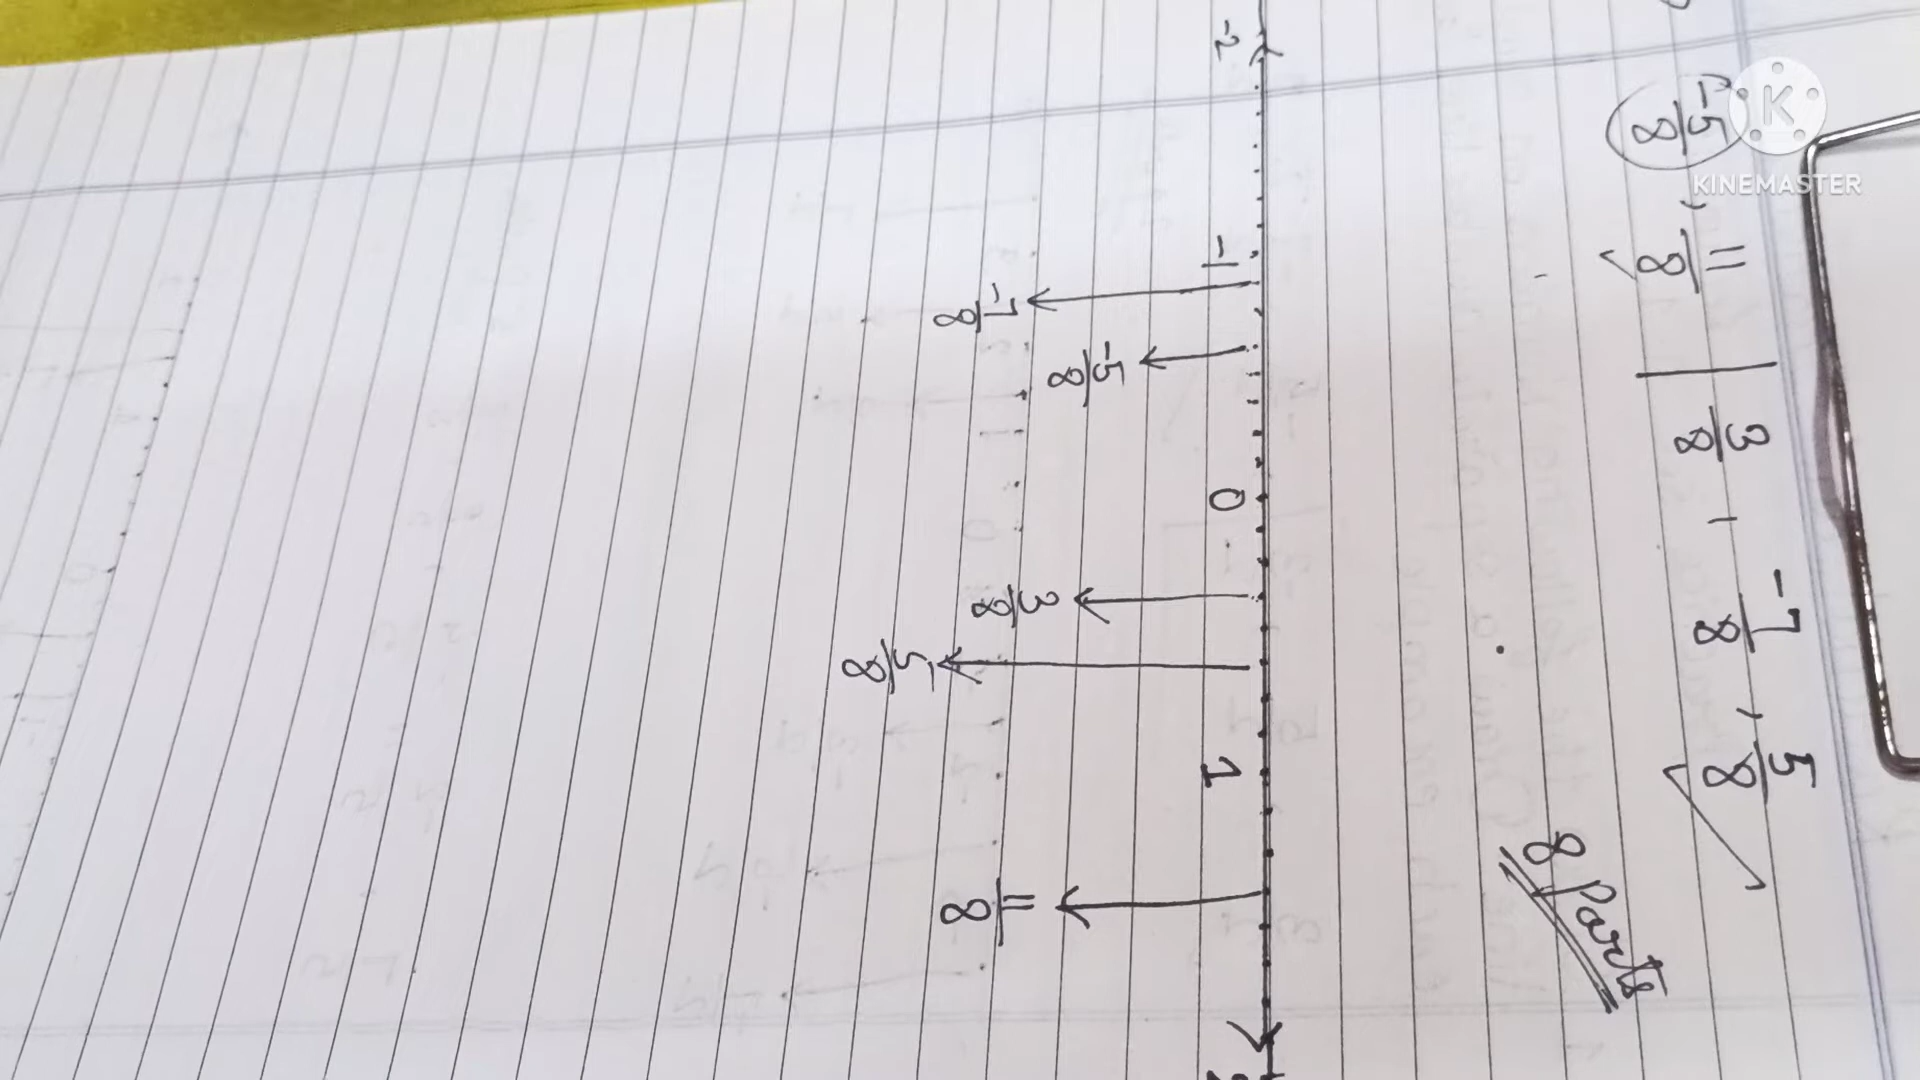 -5/8 , 11/8 | 3/8 , -7/8 , 5/8
8 Parts
-2 -1 0 1 2
-7/8 -5/8 3/8 5/8 11/8
KINEMASTER